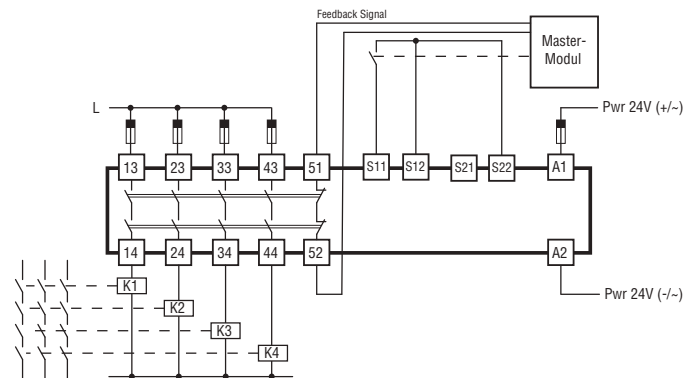 Feedback Signal
Master-
Modul
L
Pwr 24V (+/~)
13 23 33 43 51 S11 S12 S21 S22 A1
14 24 34 44 52 A2
K1
Pwr 24V (-/~)
K2
K3
K4